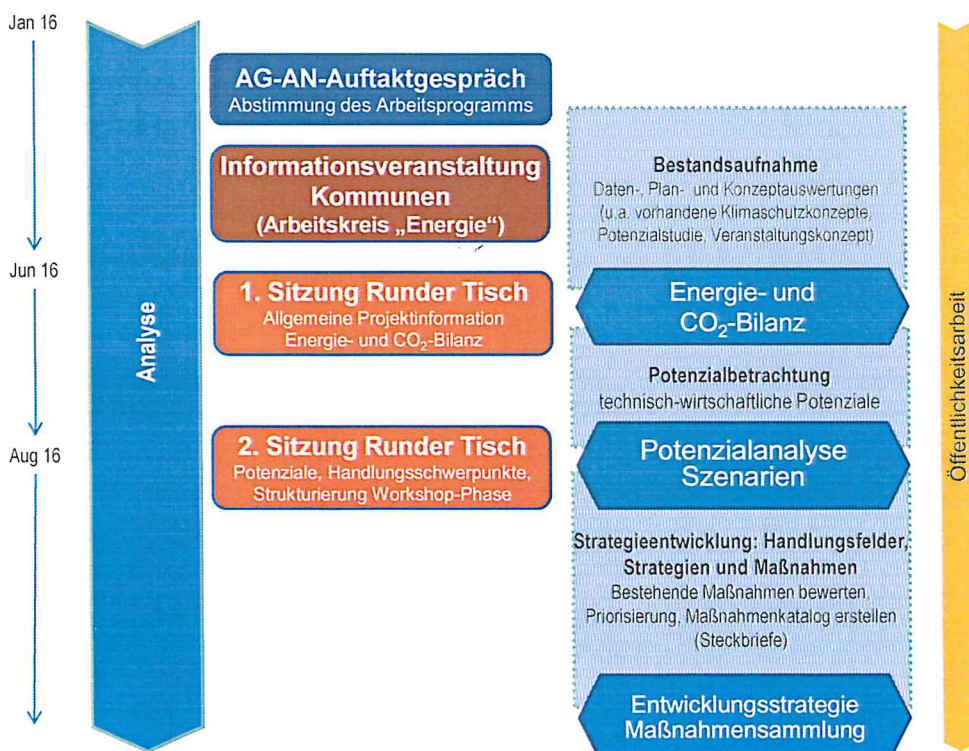 Jan 16
Jun 16
Aug 16
Analyse
AG-AN-Auftaktgespräch
Abstimmung des Arbeitsprogramms
Informationsveranstaltung
Kommunen
(Arbeitskreis „Energie“)
1. Sitzung Runder Tisch
Allgemeine Projektinformation
Energie- und CO₂-Bilanz
2. Sitzung Runder Tisch
Potenziale, Handlungsschwerpunkte,
Strukturierung Workshop-Phase
Bestandsaufnahme
Daten-, Plan- und Konzeptauswertungen
(u.a. vorhandene Klimaschutzkonzepte,
Potenzialstudie, Veranstaltungskonzept)
Energie- und
CO₂-Bilanz
Potenzialbetrachtung
technisch-wirtschaftliche Potenziale
Potenzialanalyse
Szenarien
Strategieentwicklung: Handlungsfelder,
Strategien und Maßnahmen
Bestehende Maßnahmen bewerten,
Priorisierung, Maßnahmenkatalog erstellen
(Steckbriefe)
Entwicklungsstrategie
Maßnahmensammlung
Öffentlichkeitsarbeit